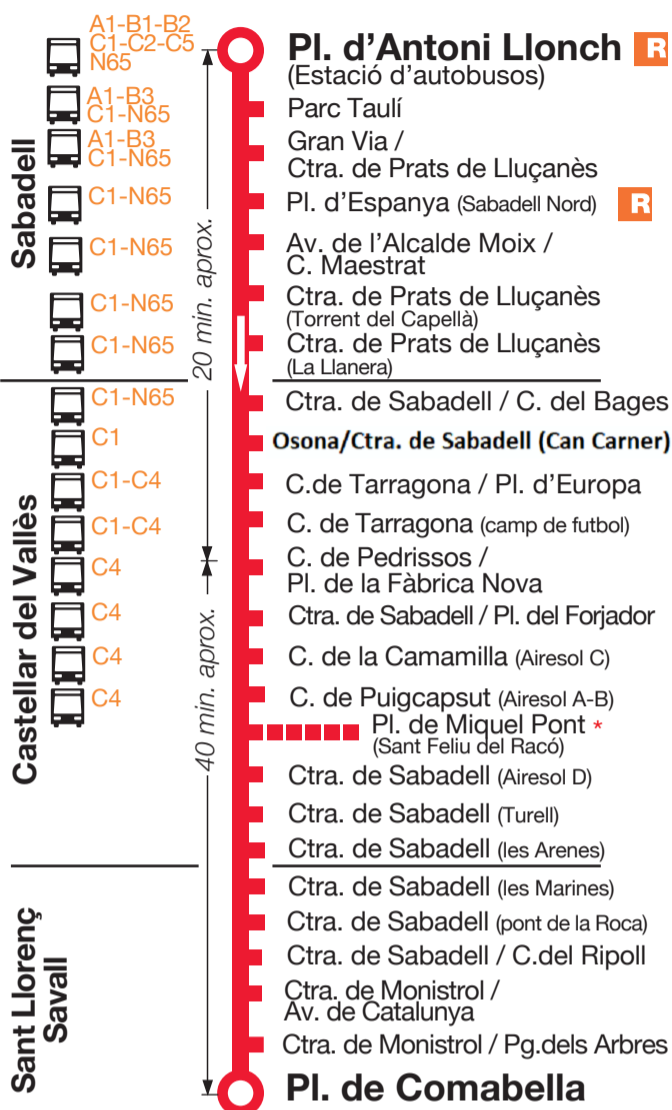 A1-B1-B2
C1-C2-C5
N65
Pl. d’Antoni Llonch R
(Estació d’autobusos)
A1-B3
C1-N65
Parc Taulí
A1-B3
C1-N65
Gran Via /
Ctra. de Prats de Lluçanès
C1-N65
Pl. d’Espanya (Sabadell Nord) R
C1-N65
Av. de l’Alcalde Moix /
C. Maestrat
C1-N65
Ctra. de Prats de Lluçanès
(Torrent del Capellà)
C1-N65
Ctra. de Prats de Lluçanès
(La Llanera)
Sabadell
20 min. aprox.
C1-N65
Ctra. de Sabadell / C. del Bages
C1
Osona/Ctra. de Sabadell (Can Carner)
C1-C4
C.de Tarragona / Pl. d’Europa
C1-C4
C. de Tarragona (camp de futbol)
C4
C. de Pedrissos /
Pl. de la Fàbrica Nova
C4
Ctra. de Sabadell / Pl. del Forjador
C4
C. de la Camamilla (Airesol C)
C4
C. de Puigcapsut (Airesol A-B)
Pl. de Miquel Pont *
(Sant Feliu del Racó)
Ctra. de Sabadell (Airesol D)
Ctra. de Sabadell (Turell)
Ctra. de Sabadell (les Arenes)
Castellar del Vallès
40 min. aprox.
Ctra. de Sabadell (les Marines)
Ctra. de Sabadell (pont de la Roca)
Ctra. de Sabadell / C.del Ripoll
Ctra. de Monistrol /
Av. de Catalunya
Ctra. de Monistrol / Pg.dels Arbres
Pl. de Comabella
Sant Llorenç
Savall